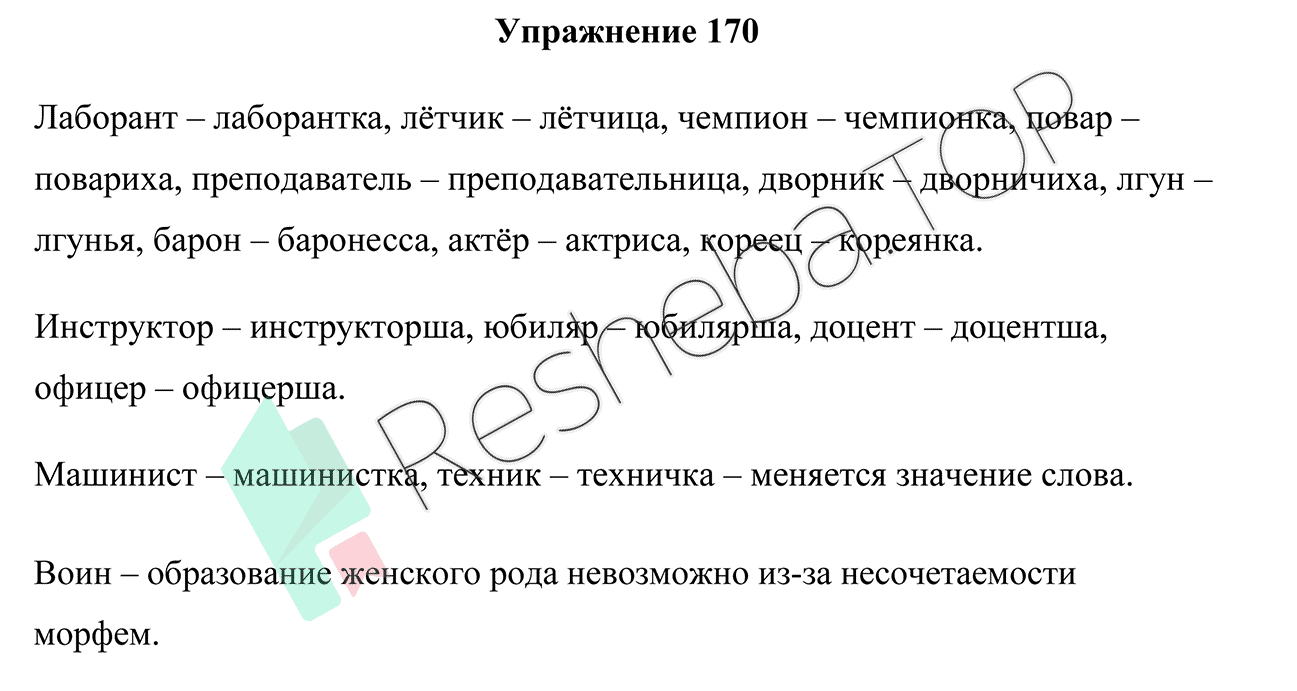 Упражнение 170
Лаборант – лаборантка, лётчик – лётчица, чемпион – чемпионка, повар –
повариха, преподаватель – преподавательница, дворник – дворничиха, лгун –
лгунья, барон – баронесса, актёр – актриса, кореец – кореянка.
Инструктор – инструкторша, юбиляр – юбилярша, доцент – доцентша,
офицер – офицерша.
Машинист – машинистка, техник – техничка – меняется значение слова.
Воин – образование женского рода невозможно из-за несочетаемости
морфем.
Resheba.TOP